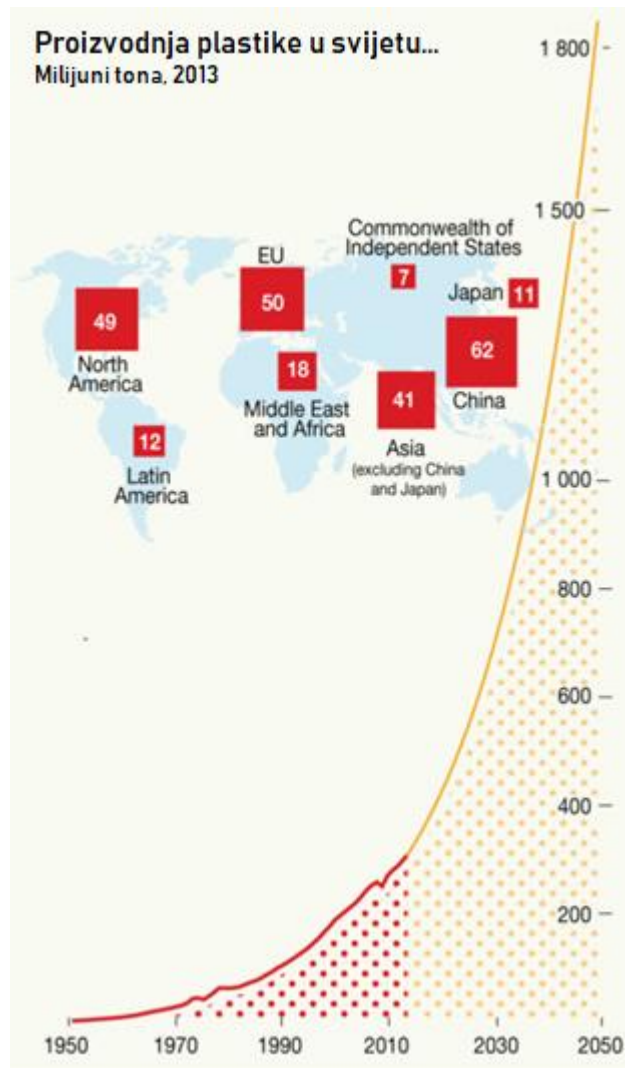 Proizvodnja plastike u svijetu...
Milijuni tona, 2013
1 800
1 500
Commonwealth of
Independent States
7
EU
50
Japan 11
49
North
America
62
China
18
Middle East
and Africa
41
Asia
(excluding China
and Japan)
12
Latin
America
1 000
800
600
400
200
1950 1970 1990 2010 2030 2050